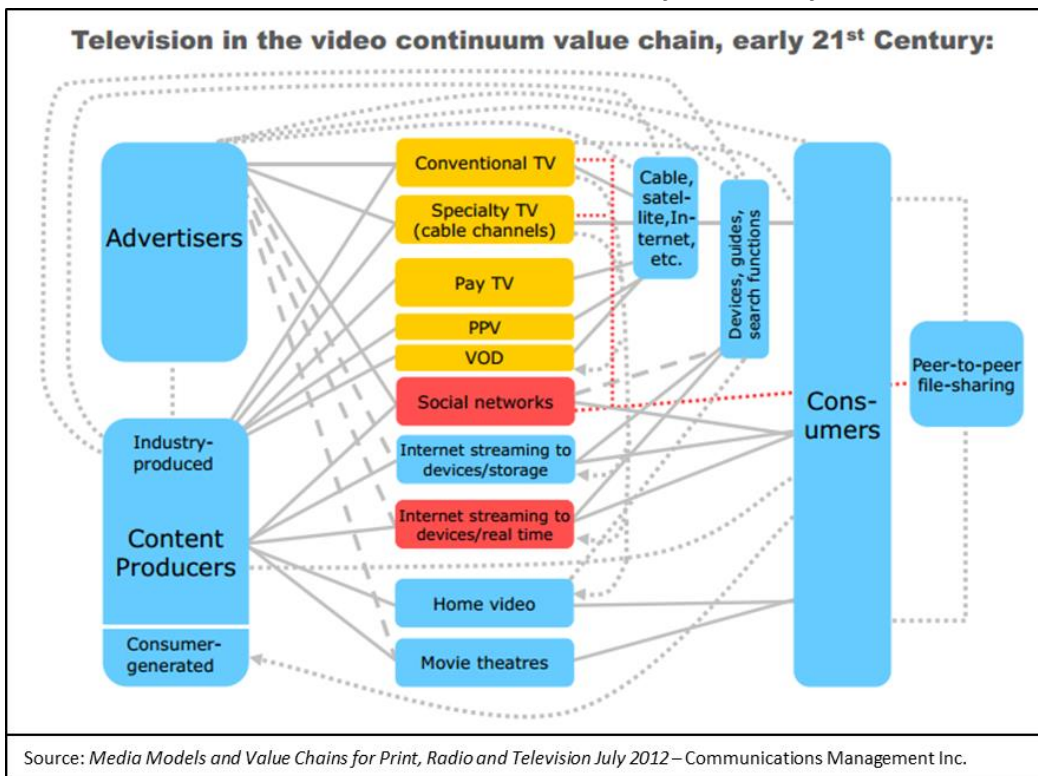 Television in the video continuum value chain, early 21st Century:
Advertisers
Industry-
produced
Content
Producers
Consumer-
generated
Conventional TV
Specialty TV
(cable channels)
Pay TV
PPV
VOD
Social networks
Internet streaming to
devices/storage
Internet streaming to
devices/real time
Home video
Movie theatres
Cable,
satel-
lite,In-
ternet,
etc.
Devices, guides,
search functions
Cons-
umers
Peer-to-peer
file-sharing
Source: Media Models and Value Chains for Print, Radio and Television July 2012 – Communications Management Inc.